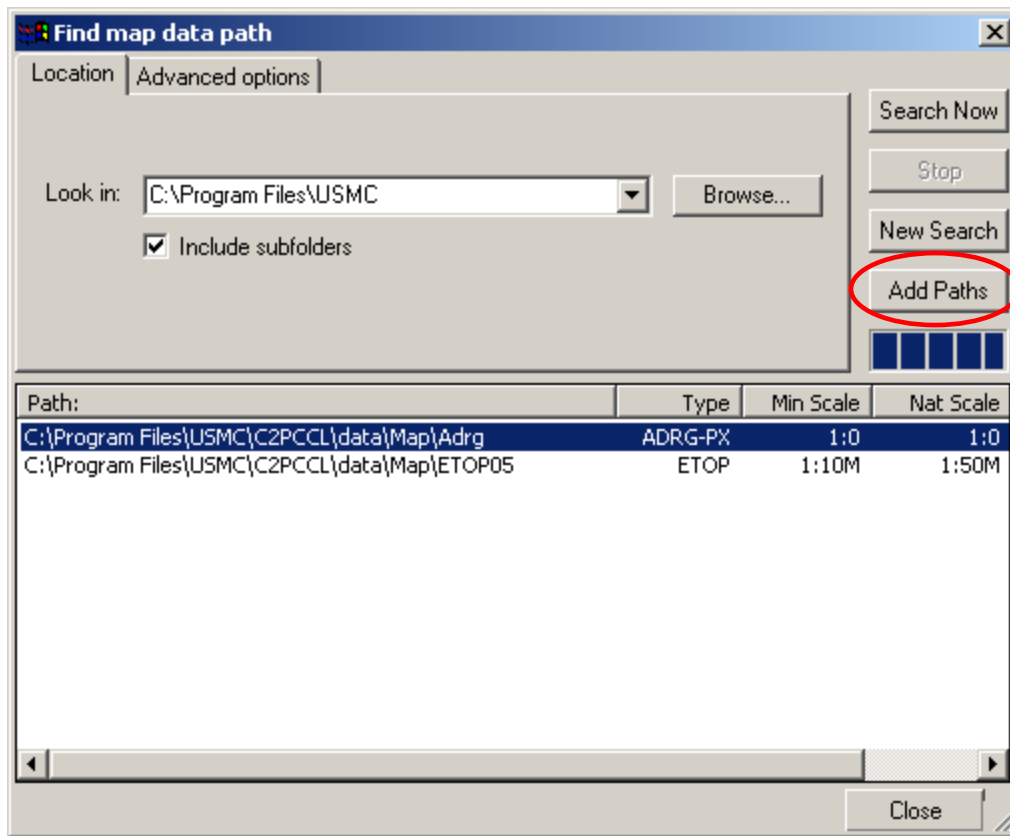 Find map data path
Location Advanced options
Search Now
Stop
Look in: C:\Program Files\USMC Browse...
New Search
Include subfolders
Add Paths
Path: Type Min Scale Nat Scale
C:\Program Files\USMC\C2PCCL\data\Map\Adrg ADRG-PX 1:0 1:0
C:\Program Files\USMC\C2PCCL\data\Map\ETOP05 ETOP 1:10M 1:50M
Close